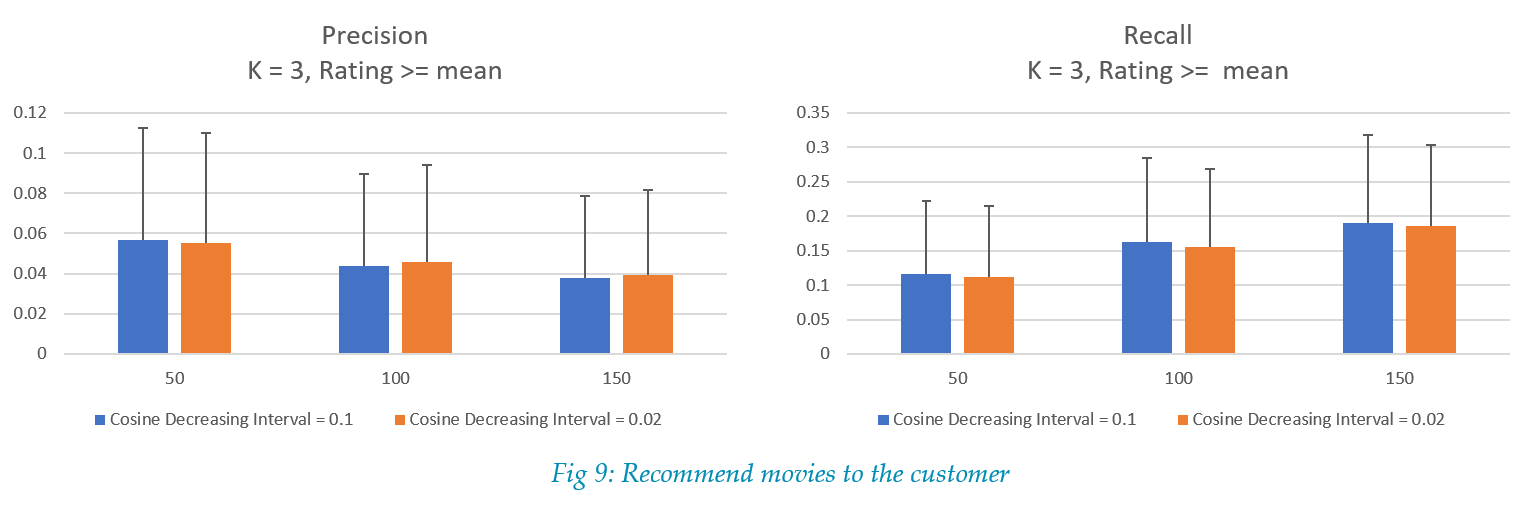 Precision
K = 3, Rating >= mean
0.12
0.1
0.08
0.06
0.04
0.02
0
50 100 150
Cosine Decreasing Interval = 0.1 Cosine Decreasing Interval = 0.02
Recall
K = 3, Rating >= mean
0.35
0.3
0.25
0.2
0.15
0.1
0.05
0
50 100 150
Cosine Decreasing Interval = 0.1 Cosine Decreasing Interval = 0.02
Fig 9: Recommend movies to the customer